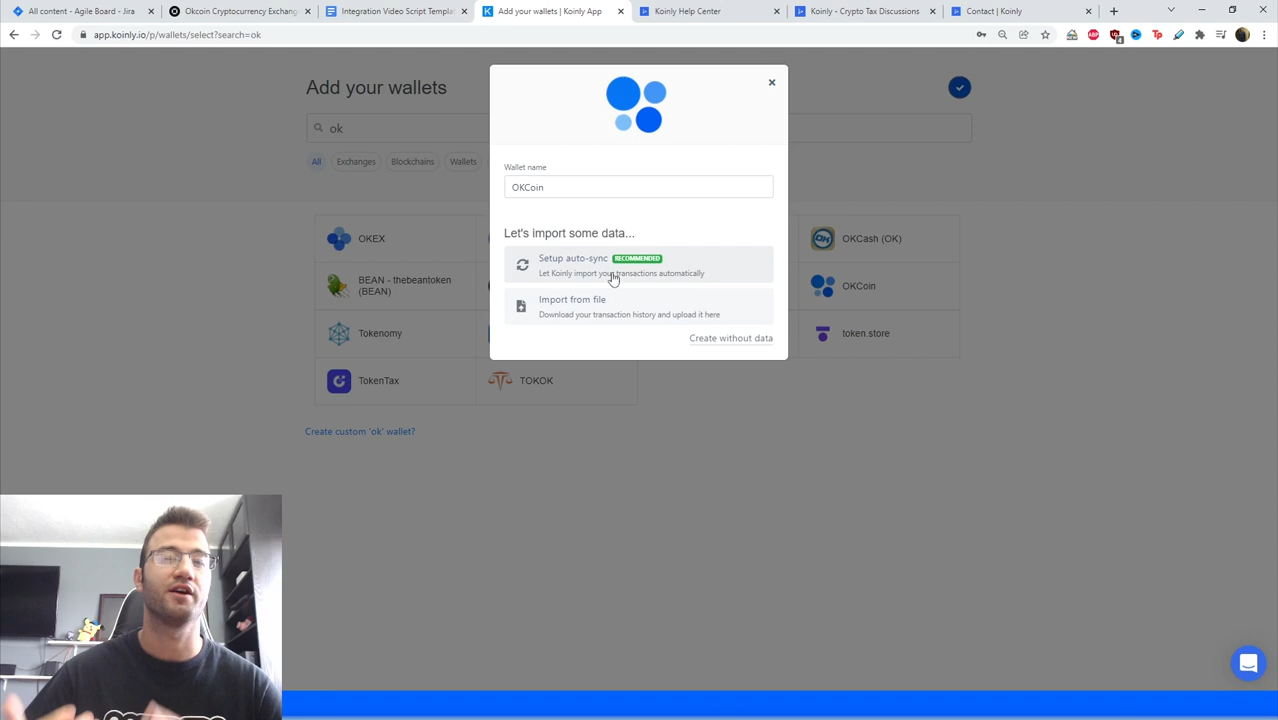 All content - Agile Board - Jira
Okcoin Cryptocurrency Exchang
Integration Video Script Templat
Add your wallets | Koinly App
Koinly Help Center
Koinly - Crypto Tax Discussions
Contact | Koinly
app.koinly.io/p/wallets/select?search=ok
Add your wallets
ok
All
Exchanges
Blockchains
Wallets
Wallet name
OKCoin
Let's import some data...
Setup auto-sync RECOMMENDED
Let Koinly import your transactions automatically
Import from file
Download your transaction history and upload it here
Create without data
OKEX
OKCash (OK)
BEAN - thebeantoken
(BEAN)
OKCoin
Tokenomy
token.store
TokenTax
TOKOK
Create custom 'ok' wallet?